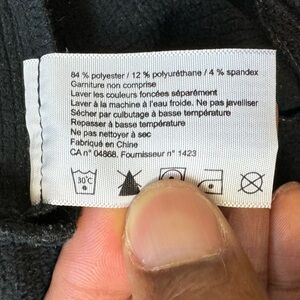 84 % polyester / 12 % polyuréthane / 4 % spandex
Garniture non comprise
Laver les couleurs foncées séparément
Laver à la machine à l'eau froide. Ne pas javelliser
Sécher par culbutage à basse température
Repasser à basse température
Ne pas nettoyer à sec
Fabriqué en Chine
CA n° 04868. Fournisseur n° 1423
30°C